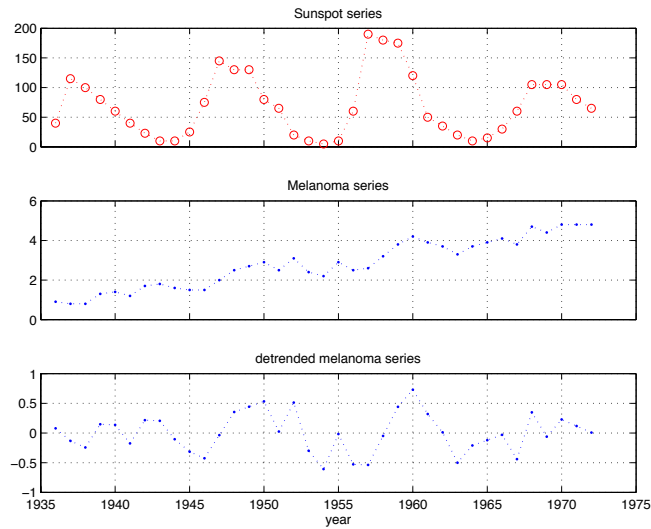 Sunspot series
200
150
100
50
0
Melanoma series
6
4
2
0
detrended melanoma series
1
0.5
0
−0.5
−1
1935 1940 1945 1950 1955 1960 1965 1970 1975
year